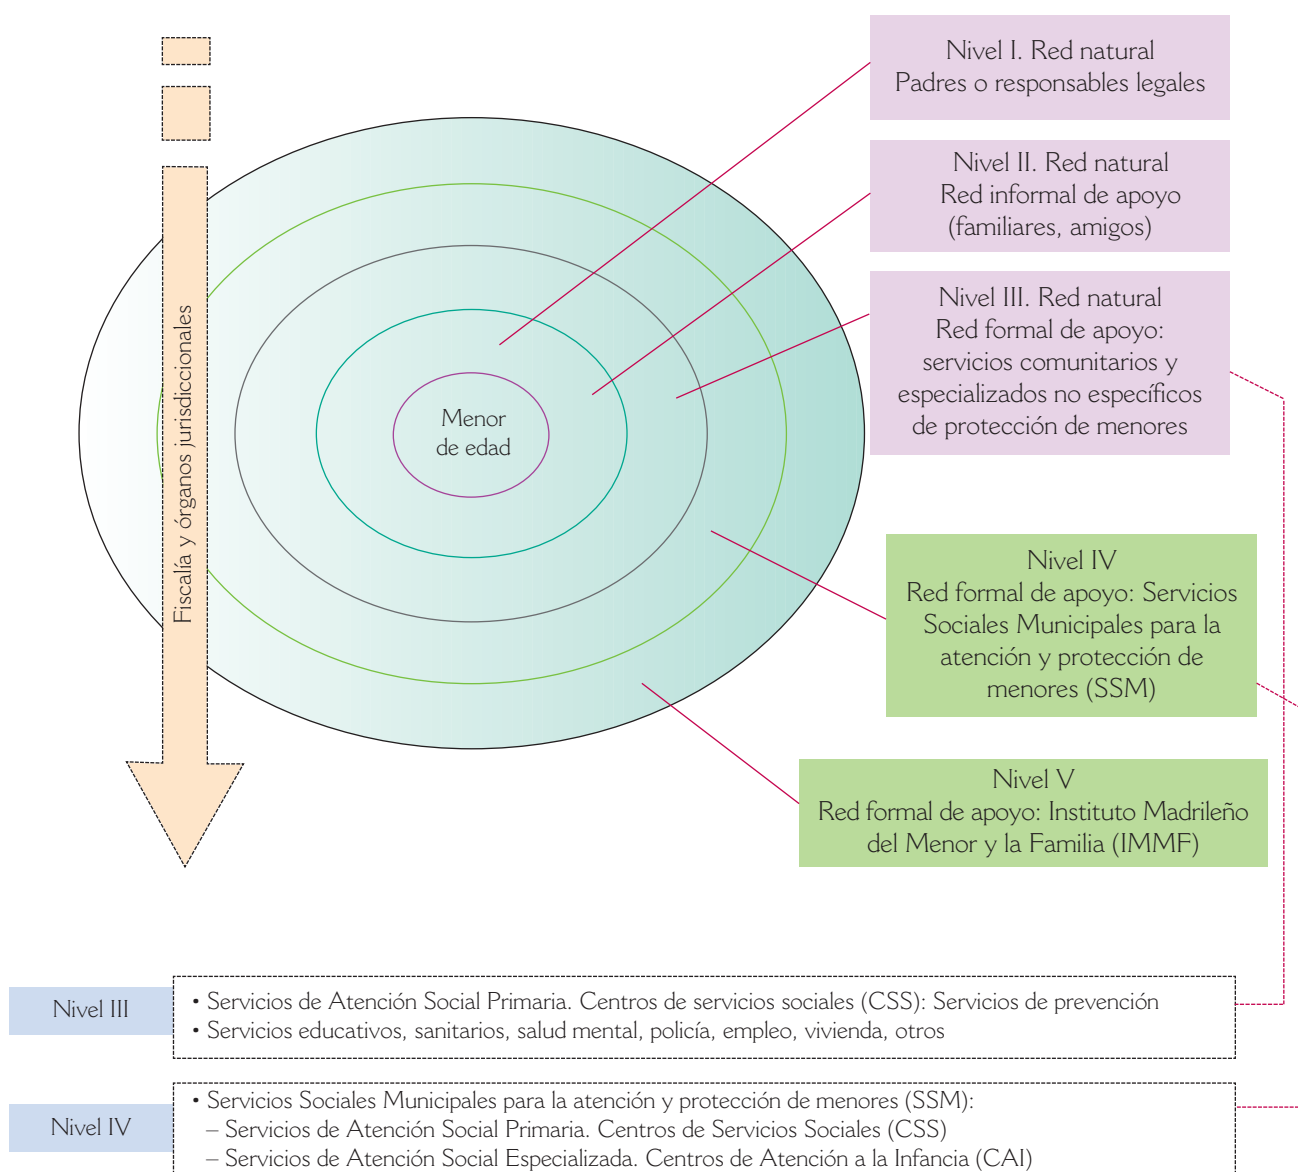 Nivel I. Red natural
Padres o responsables legales
Nivel II. Red natural
Red informal de apoyo
(familiares, amigos)
Nivel III. Red natural
Red formal de apoyo:
servicios comunitarios y
especializados no específicos
de protección de menores
Menor
de edad
Fiscalía y órganos jurisdiccionales
Nivel IV
Red formal de apoyo: Servicios
Sociales Municipales para la
atención y protección de
menores (SSM)
Nivel V
Red formal de apoyo: Instituto Madrileño
del Menor y la Familia (IMMF)
Nivel III
• Servicios de Atención Social Primaria. Centros de servicios sociales (CSS): Servicios de prevención
• Servicios educativos, sanitarios, salud mental, policía, empleo, vivienda, otros
Nivel IV
• Servicios Sociales Municipales para la atención y protección de menores (SSM):
– Servicios de Atención Social Primaria. Centros de Servicios Sociales (CSS)
– Servicios de Atención Social Especializada. Centros de Atención a la Infancia (CAI)